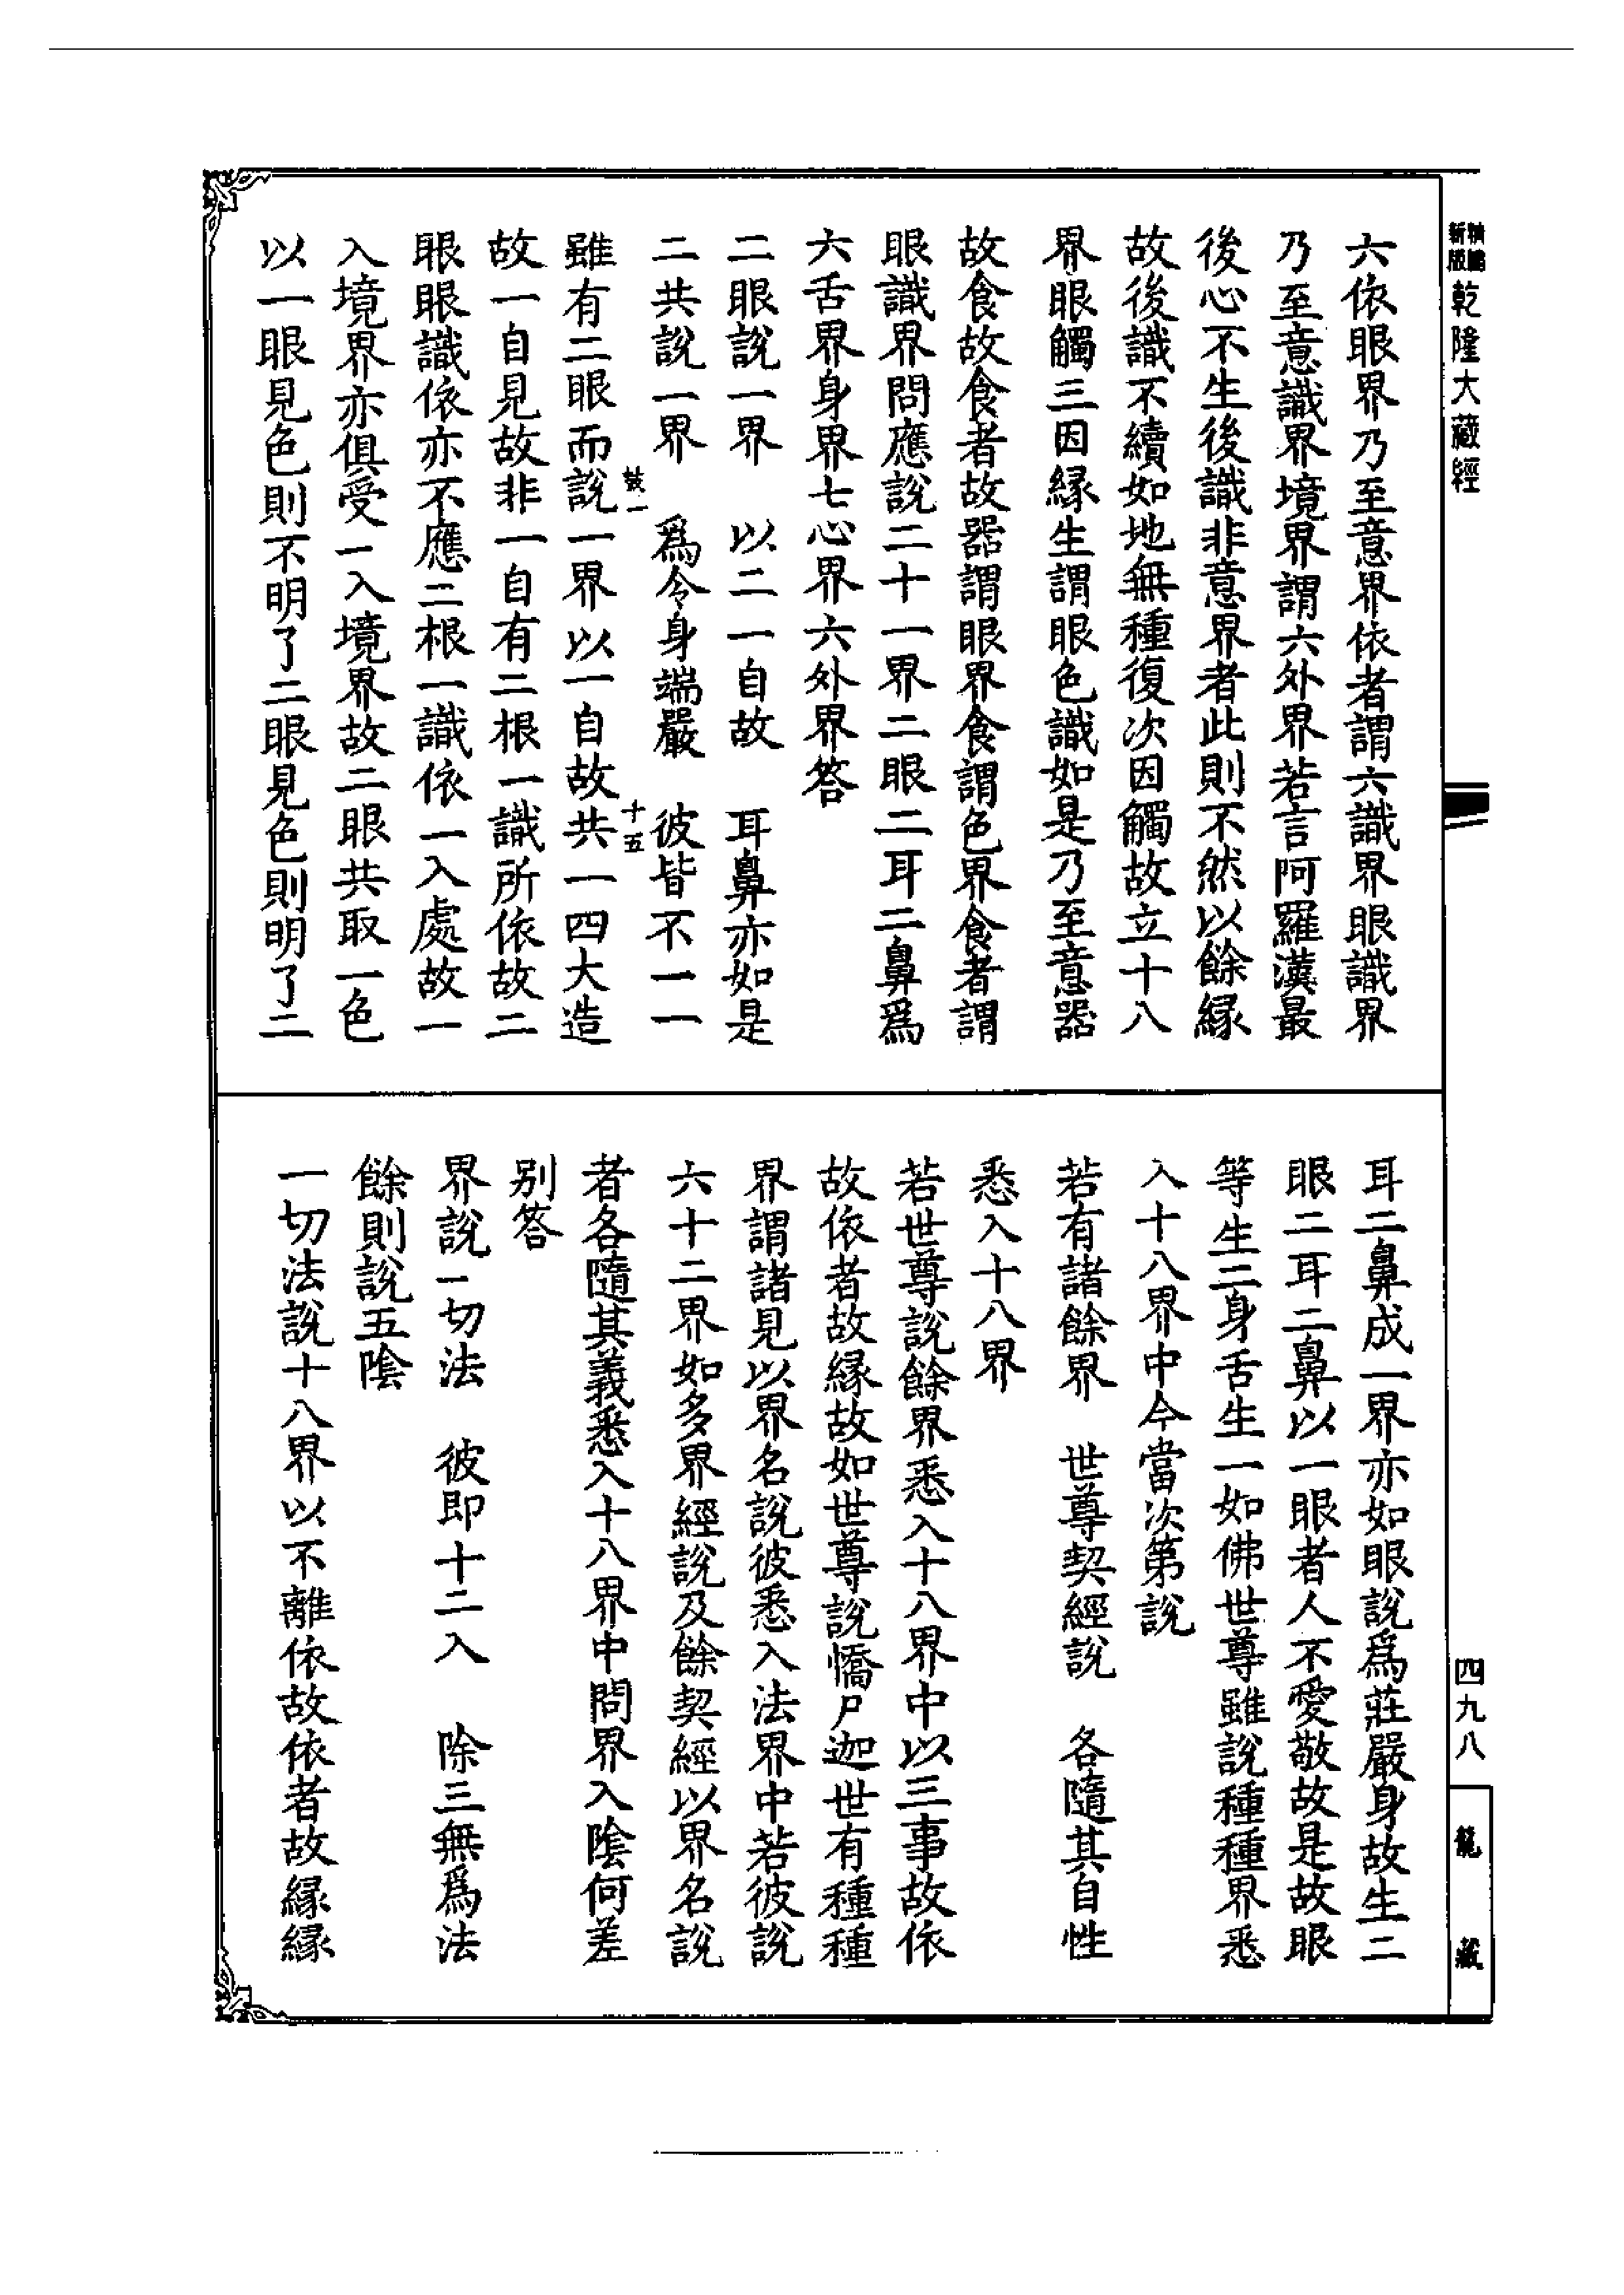 新版精縮乾隆大藏經
六依眼界乃至意界依者謂六識界眼識界
乃至意識界境界謂六外界若言阿羅漢最
後心不生後識非意界者此則不然以餘縁
故後識不續如地無種復次因觸故立十八
界眼觸三因縁生謂眼色識如是乃至意器
故食故食者故器謂眼界食謂色界食者謂
眼識界問應說二十一界二眼二耳二鼻爲
六舌界身界七心界六外界答
二眼說一界　以二一自故　耳鼻亦如是
二共說一界　爲令身端嚴　彼皆不一一
鼓一　十五
雖有二眼而說一界以一自故共一四大造
故一自見故非一自有二根一識所依故二
眼眼識依亦不應二根一識依一入處故一
入境界亦俱受一入境界故二眼共取一色
以一眼見色則不明了二眼見色則明了二
耳二鼻成一界亦如眼說爲莊嚴身故生二
眼二耳二鼻以一眼者人不愛敬故是故眼
等生二身舌生一如佛世尊雖說種種界悉
入十八界中今當次第說
若有諸餘界　世尊契經說　各隨其自性
悉入十八界
若世尊說餘界悉入十八界中以三事故依
故依者故縁故如世尊說憍尸迦世有種種
界謂諸見以界名說彼悉入法界中若彼說
六十二界如多界經說及餘契經以界名說
者各隨其義悉入十八界中問界入陰何差
别答
界說一切法　彼即十二入　除三無爲法
餘則說五陰
一切法說十八界以不離依故依者故縁縁
四九八
龍藏